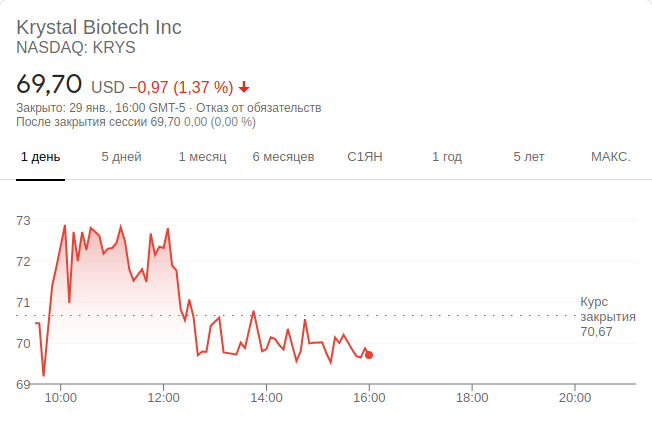 Krystal Biotech Inc
NASDAQ: KRYS
69,70 USD −0,97 (1,37 %)
Закрыто: 29 янв., 16:00 GMT-5 · Отказ от обязательств
После закрытия сессии 69,70 0,00 (0,00 %)
1 день 5 дней 1 месяц 6 месяцев С1ЯН 1 год 5 лет МАКС.
73
72
71
70
69
Курс
закрытия
70,67
10:00 12:00 14:00 16:00 18:00 20:00